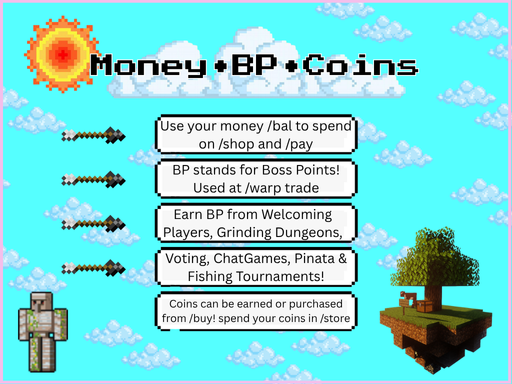 Money•BP•Coins
Use your money /bal to spend
on /shop and /pay
BP stands for Boss Points!
Used at /warp trade
Earn BP from Welcoming
Players, Grinding Dungeons,
Voting, ChatGames, Pinata &
Fishing Tournaments!
Coins can be earned or purchased
from /buy! spend your coins in /store